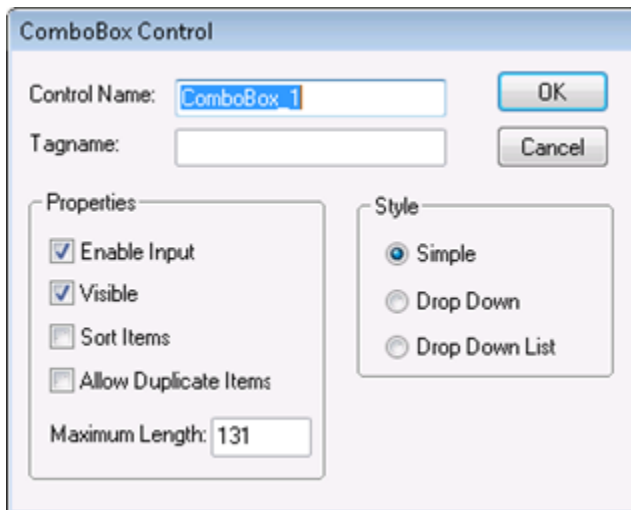 ComboBox Control
Control Name: ComboBox_1 OK
Tagname: Cancel
Properties
Enable Input
Visible
Sort Items
Allow Duplicate Items
Maximum Length: 131
Style
Simple
Drop Down
Drop Down List